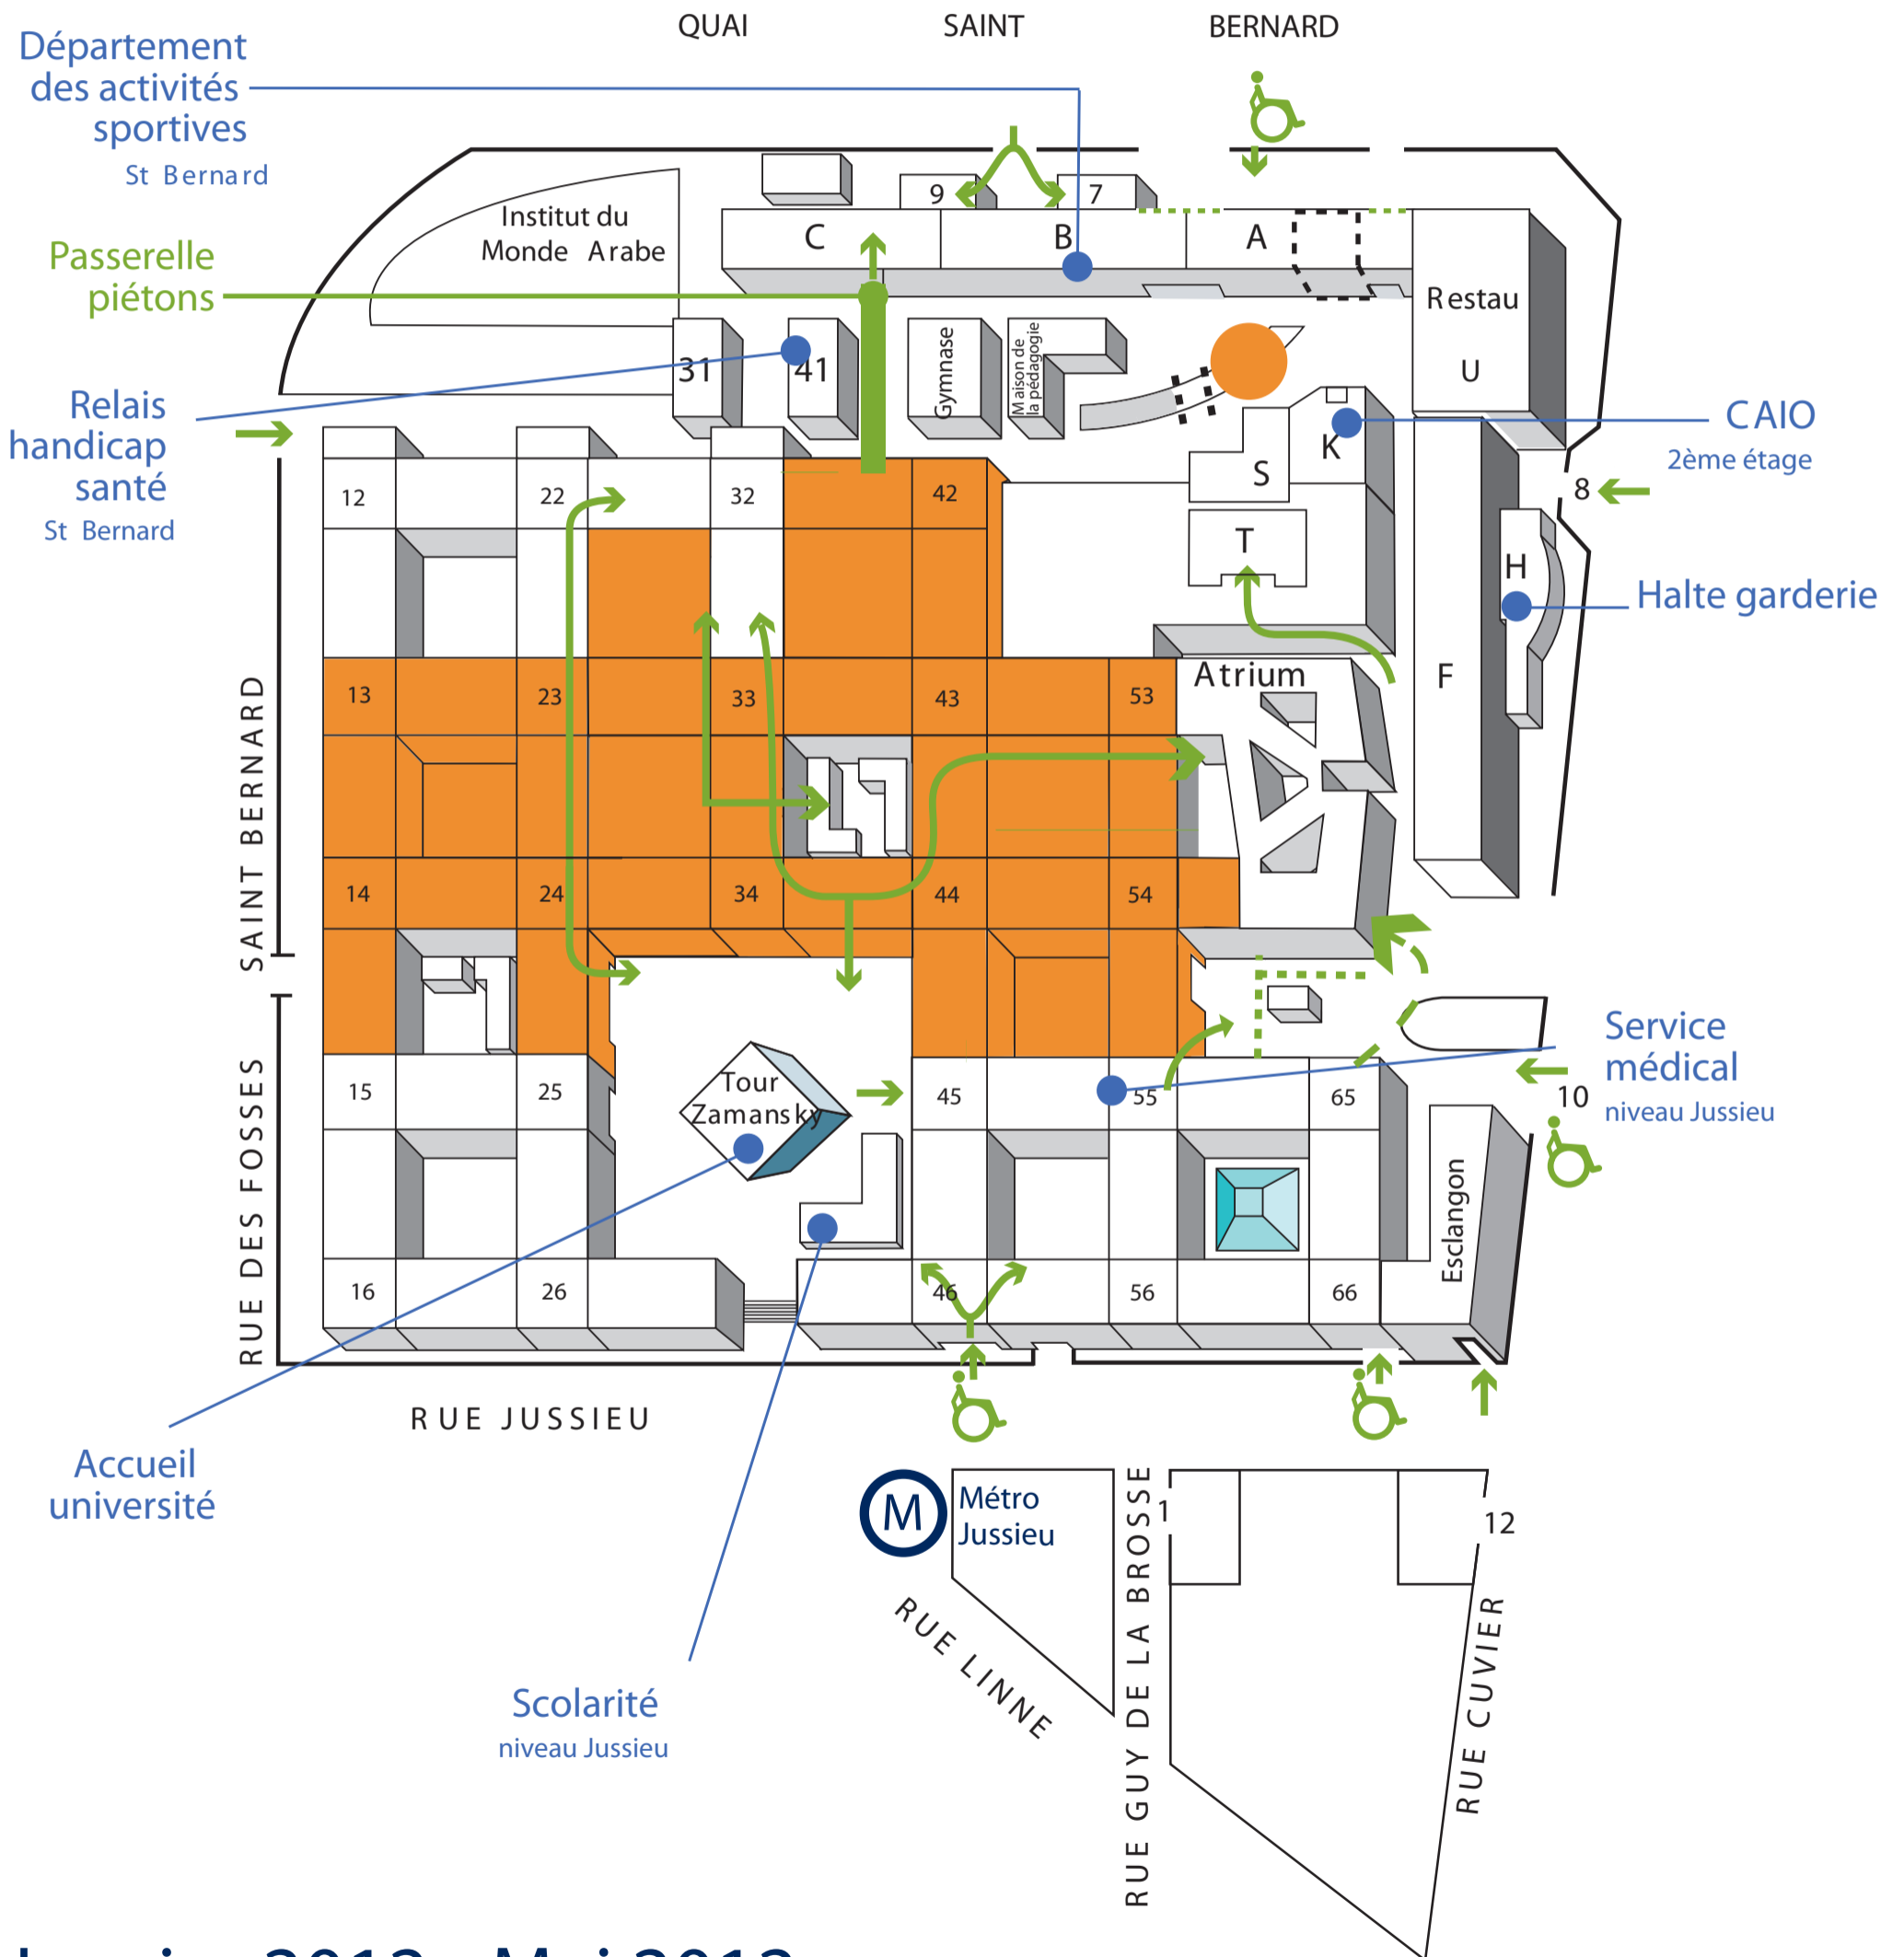 QUAI SAINT BERNARD
Département
des activités
sportives
St Bernard
Passerelle
piétons
Relais
handicap
santé
St Bernard
Institut du
Monde Arabe
9
7
C
B
A
Restau
U
31
41
Gymnase
Maison de
la pédagogie
K
S
T
CAIO
2ème étage
8
H
Halte garderie
F
12
22
32
42
Atrium
13
23
33
43
53
14
24
34
44
54
SAINT BERNARD
RUE DES FOSSES
15
25
Tour
Zamansky
45
55
65
Service
médical
niveau Jussieu
10
Esclangon
16
26
46
56
66
RUE JUSSIEU
Accueil
université
M
Métro
Jussieu
1
12
RUE LINNE
RUE GUY DE LA BROSSE
RUE CUVIER
Scolarité
niveau Jussieu